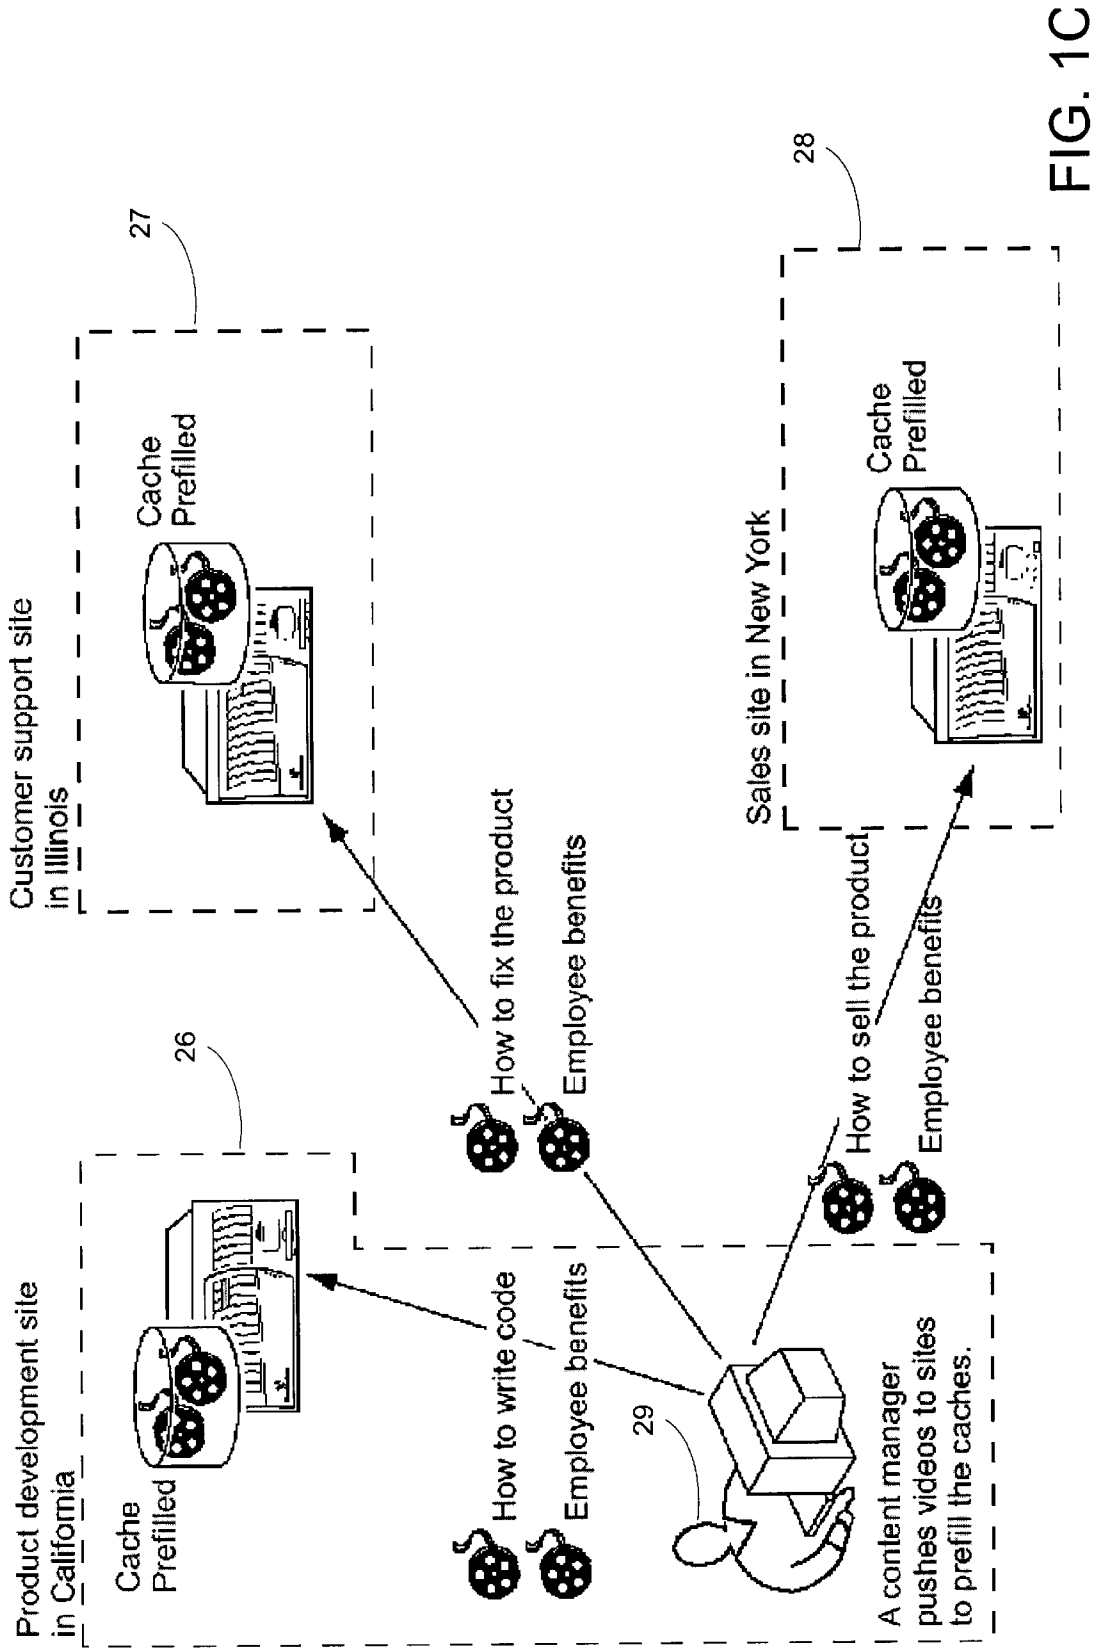 Product development site
in California
Cache
Prefilled
26
Customer support site
in Illinois
Cache
Prefilled
27
How to write code
Employee benefits
How to fix the product
Employee benefits
29
Sales site in New York
Cache
Prefilled
28
How to sell the product
Employee benefits
A content manager
pushes videos to sites
to prefill the caches.
FIG. 1C